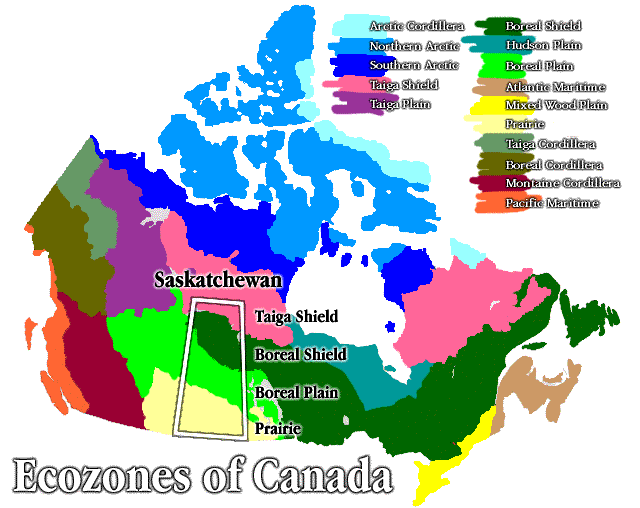 Arctic Cordillera
Northern Arctic
Southern Arctic
Taiga Shield
Taiga Plain
Boreal Shield
Hudson Plain
Boreal Plain
Atlantic Maritime
Mixed Wood Plain
Prairie
Taiga Cordillera
Boreal Cordillera
Montaine Cordillera
Pacific Maritime
Saskatchewan
Taiga Shield
Boreal Shield
Boreal Plain
Prairie
Ecozones of Canada